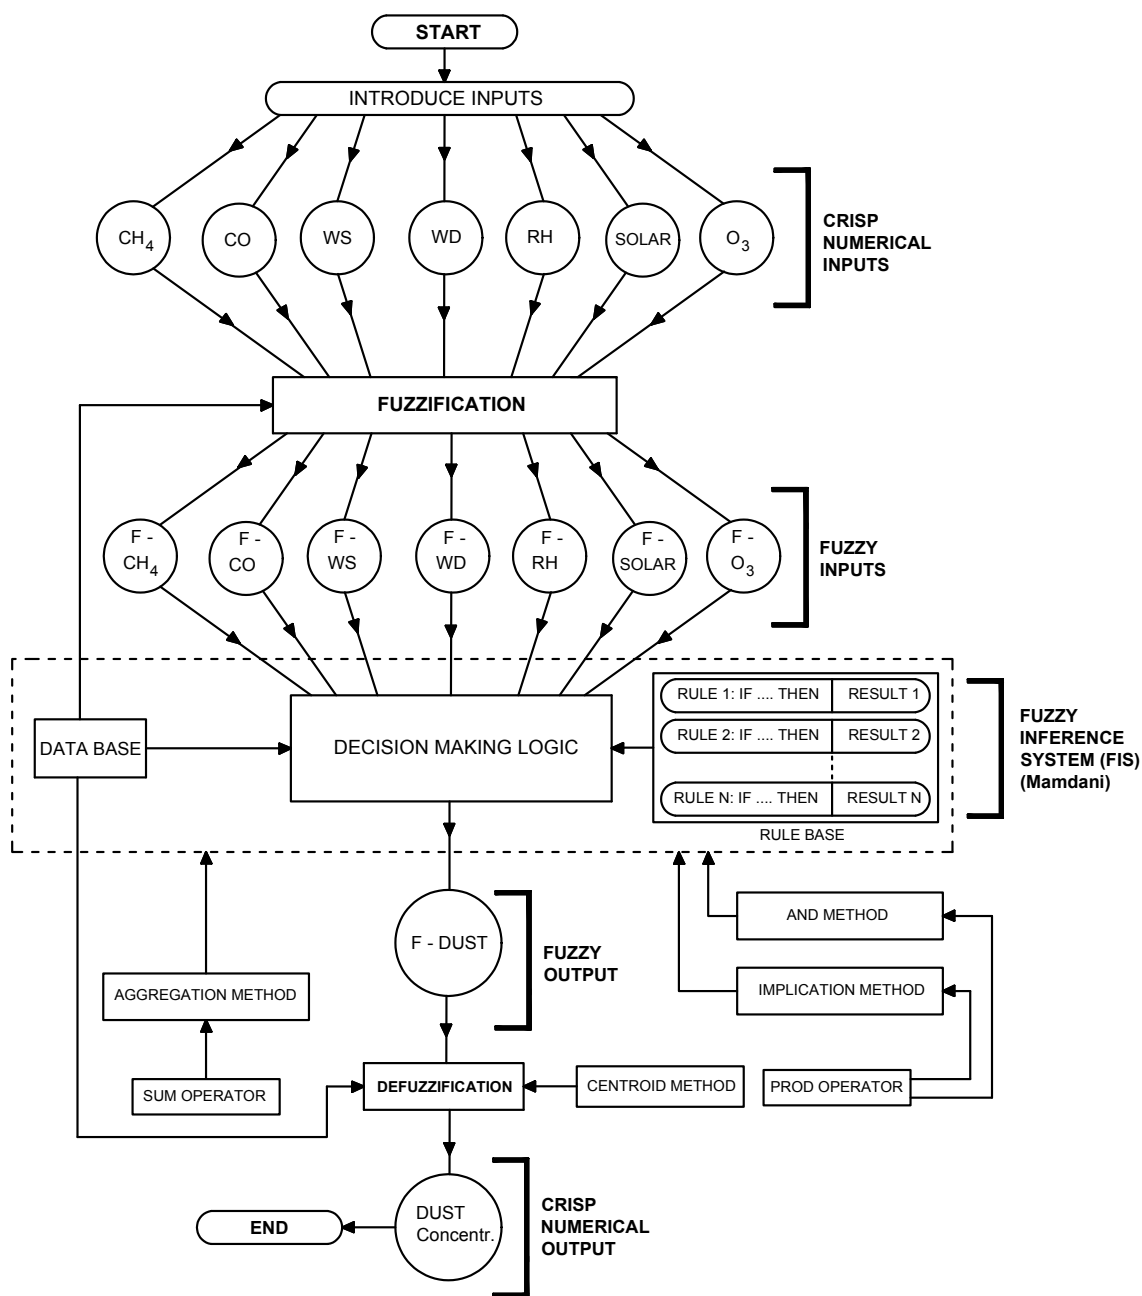 START
INTRODUCE INPUTS
CH4
CO
WS
WD
RH
SOLAR
O3
CRISP
NUMERICAL
INPUTS
FUZZIFICATION
F -
CH4
F -
CO
F -
WS
F -
WD
F -
RH
F -
SOLAR
F -
O3
FUZZY
INPUTS
DATA BASE
DECISION MAKING LOGIC
RULE 1: IF .... THEN
RESULT 1
RULE 2: IF .... THEN
RESULT 2
RULE N: IF .... THEN
RESULT N
RULE BASE
FUZZY
INFERENCE
SYSTEM (FIS)
(Mamdani)
F - DUST
FUZZY
OUTPUT
AND METHOD
AGGREGATION METHOD
IMPLICATION METHOD
SUM OPERATOR
DEFUZZIFICATION
CENTROID METHOD
PROD OPERATOR
END
DUST
Concentr.
CRISP
NUMERICAL
OUTPUT